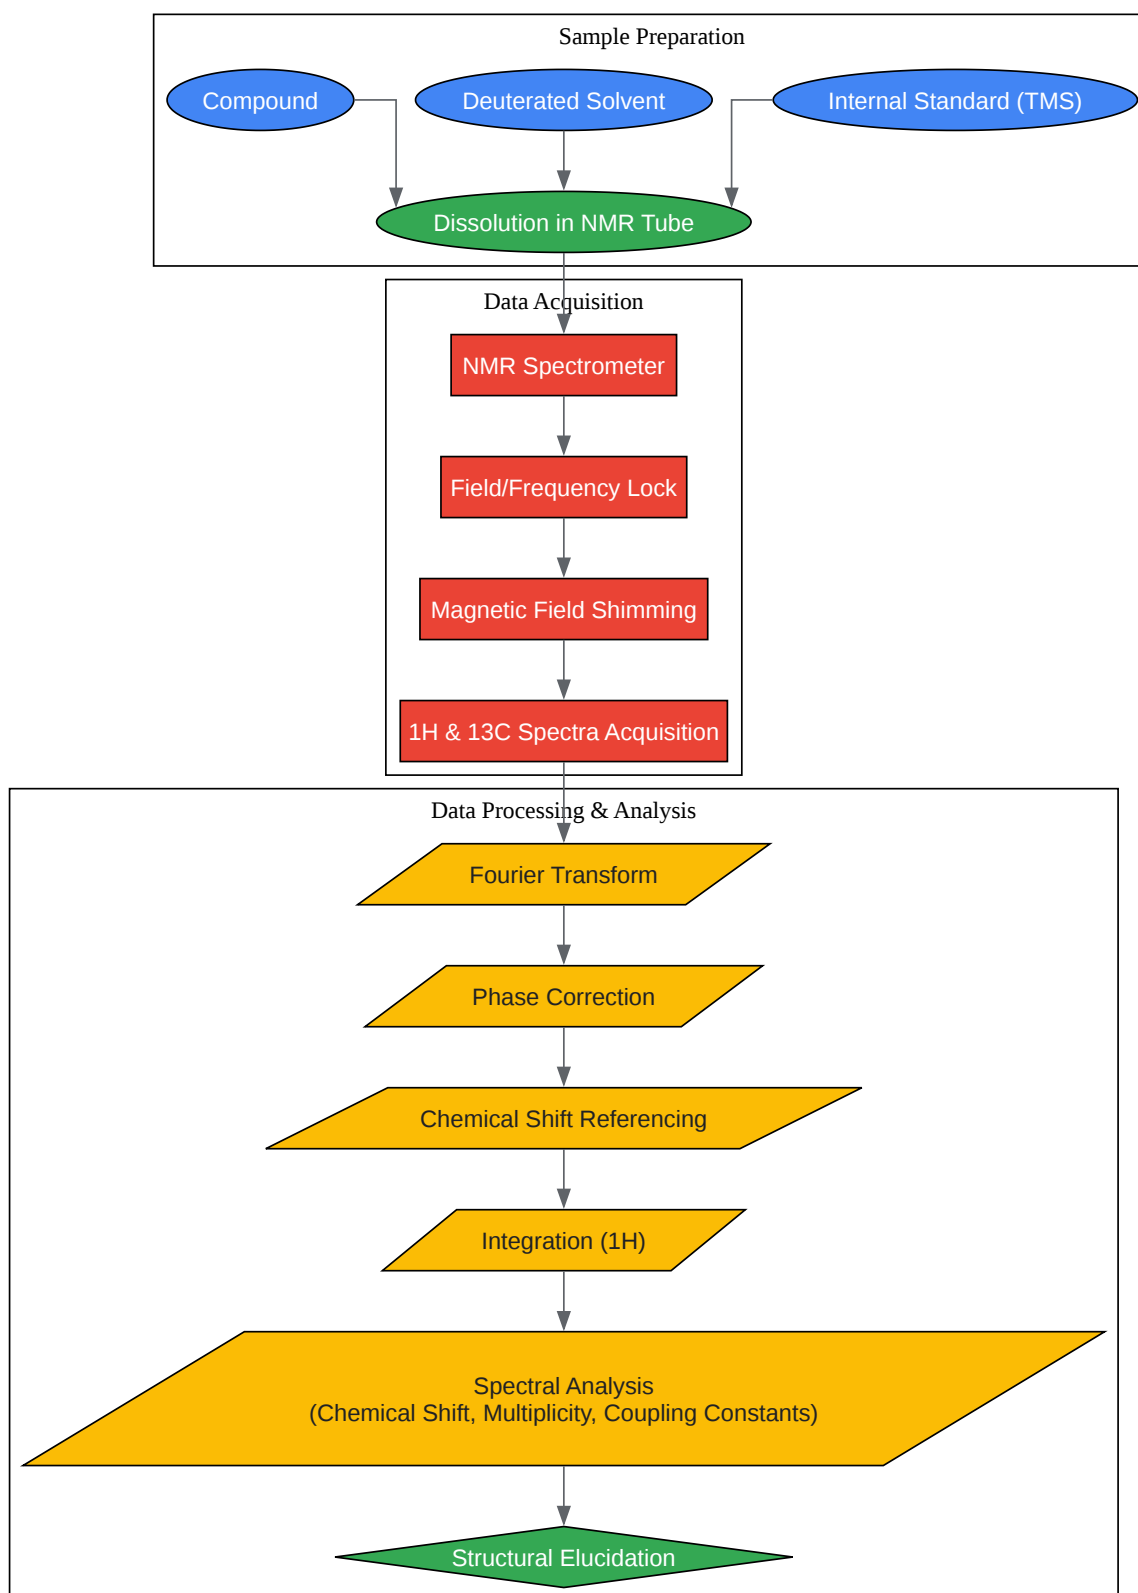 Sample Preparation
Compound
Deuterated Solvent
Internal Standard (TMS)
Dissolution in NMR Tube
Data Acquisition
NMR Spectrometer
Field/Frequency Lock
Magnetic Field Shimming
1H & 13C Spectra Acquisition
Data Processing & Analysis
Fourier Transform
Phase Correction
Chemical Shift Referencing
Integration (1H)
Spectral Analysis
(Chemical Shift, Multiplicity, Coupling Constants)
Structural Elucidation